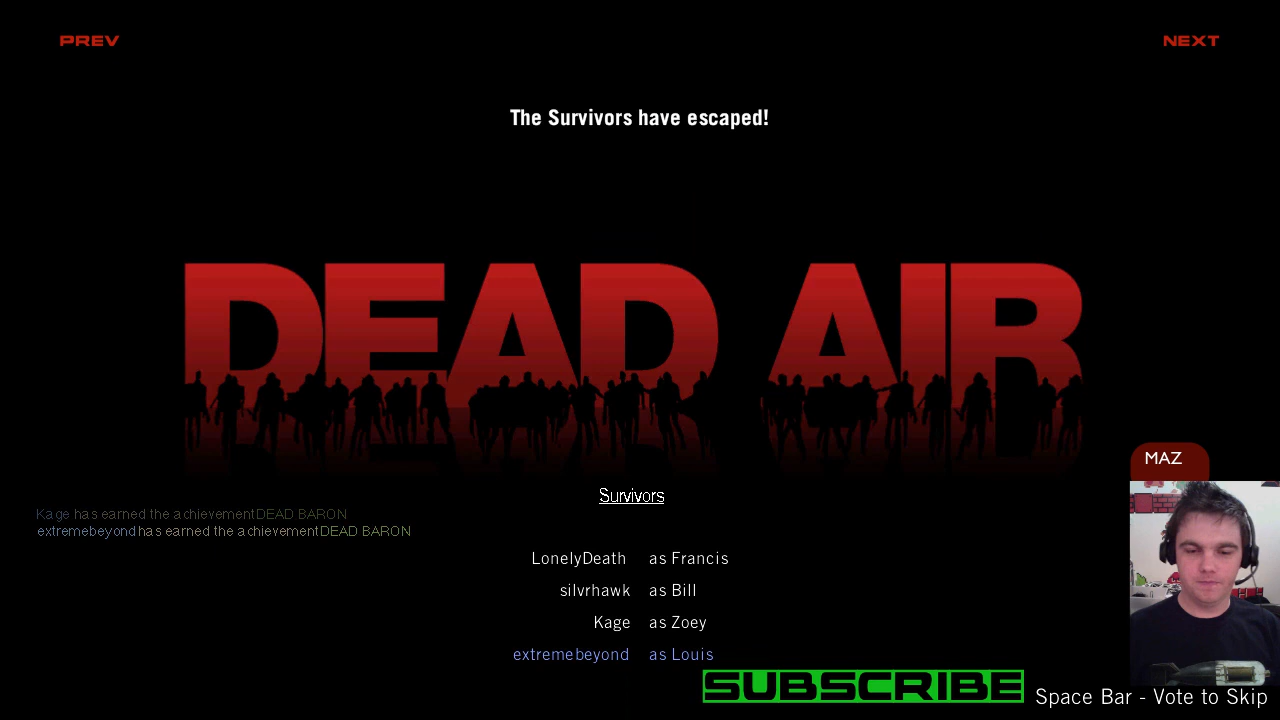 PREV
NEXT
The Survivors have escaped!
DEAD AIR
MAZ
Survivors
Kage has earned the achievement DEAD BARON
extremebeyond has earned the achievement DEAD BARON
LonelyDeath as Francis
silvrhawk as Bill
Kage as Zoey
extremebeyond as Louis
SUBSCRIBE
Space Bar - Vote to Skip